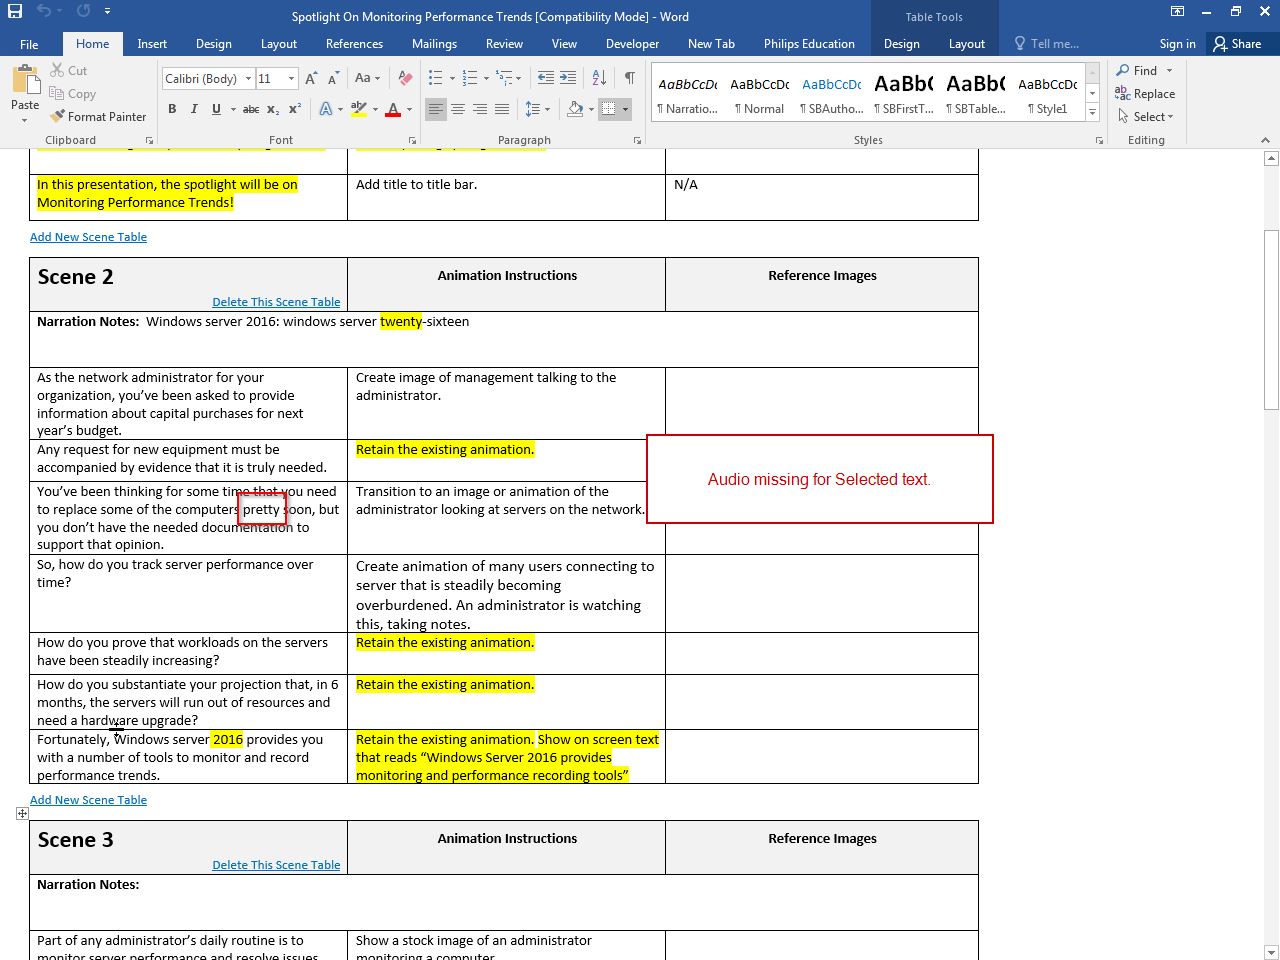 Spotlight On Monitoring Performance Trends [Compatibility Mode] - Word
Table Tools
File Home Insert Design Layout References Mailings Review View Developer New Tab Philips Education Design Layout Tell me... Sign in Share
Paste
Cut
Copy
Format Painter
Calibri (Body) 11
AaBbCcDc AaBbCcDc AaBbCcDc AaBb( AaBb( AaBbCcDc
¶ Narratio... ¶ Normal ¶ SBAutho... ¶ SBFirstT... ¶ SBTable... ¶ Style1
Find
Replace
Select
Clipboard Font Paragraph Styles Editing
In this presentation, the spotlight will be on
Monitoring Performance Trends!
Add title to title bar.
N/A
Add New Scene Table
Scene 2
Delete This Scene Table
Animation Instructions
Reference Images
Narration Notes: Windows server 2016: windows server twenty-sixteen
As the network administrator for your
organization, you've been asked to provide
information about capital purchases for next
year's budget.
Create image of management talking to the
administrator.
Any request for new equipment must be
accompanied by evidence that it is truly needed.
Retain the existing animation.
Audio missing for Selected text.
You've been thinking for some time that you need
to replace some of the computers pretty soon, but
you don't have the needed documentation to
support that opinion.
Transition to an image or animation of the
administrator looking at servers on the network.
So, how do you track server performance over
time?
Create animation of many users connecting to
server that is steadily becoming
overburdened. An administrator is watching
this, taking notes.
How do you prove that workloads on the servers
have been steadily increasing?
Retain the existing animation.
How do you substantiate your projection that, in 6
months, the servers will run out of resources and
need a hardware upgrade?
Retain the existing animation.
Fortunately, Windows server 2016 provides you
with a number of tools to monitor and record
performance trends.
Retain the existing animation. Show on screen text
that reads “Windows Server 2016 provides
monitoring and performance recording tools”
Add New Scene Table
Scene 3
Delete This Scene Table
Animation Instructions
Reference Images
Narration Notes:
Part of any administrator's daily routine is to
monitor server performance and resolve issues
Show a stock image of an administrator
monitoring a computer.